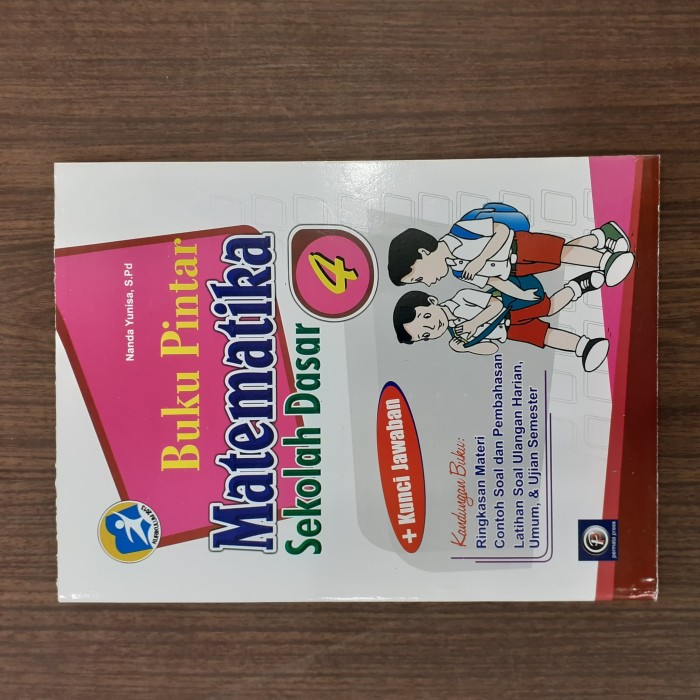 Nanda Yunisa, S.Pd
Buku Pintar
Matematika
Sekolah Dasar
4
+ Kunci Jawaban
Kandungan Buku:
Ringkasan Materi
Contoh Soal dan Pembahasan
Latihan Soal Ulangan Harian,
Umum, & Ujian Semester